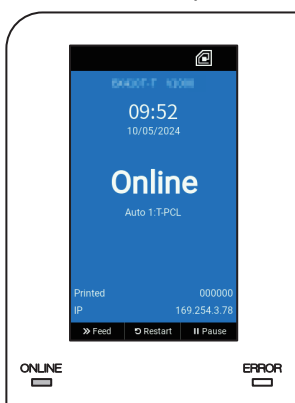 09:52
10/05/2024
Online
Auto 1:T-PCL
Printed 000000
IP 169.254.3.78
Feed Restart Pause
ONLINE ERROR